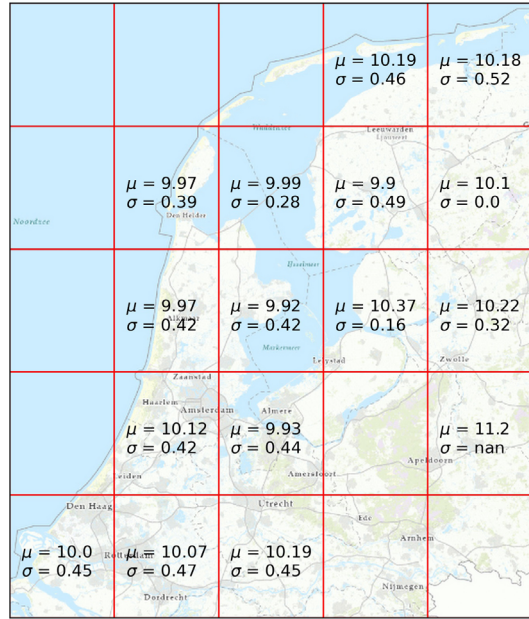 μ = 10.19
σ = 0.46
μ = 10.18
σ = 0.52
Waddenzee
Leeuwarden
Ljouwert
μ = 9.97
σ = 0.39
μ = 9.99
σ = 0.28
μ = 9.9
σ = 0.49
μ = 10.1
σ = 0.0
Den Helder
Noordzee
IJsselmeer
μ = 9.97
σ = 0.42
μ = 9.92
σ = 0.42
μ = 10.37
σ = 0.16
μ = 10.22
σ = 0.32
Alkmaar
Markermeer
Lelystad
Zwolle
Zaanstad
Haarlem
Amsterdam
Almere
μ = 10.12
σ = 0.42
μ = 9.93
σ = 0.44
μ = 11.2
σ = nan
Apeldoorn
Leiden
Amersfoort
Den Haag
Utrecht
Ede
Arnhem
μ = 10.0
σ = 0.45
μ = 10.07
σ = 0.47
μ = 10.19
σ = 0.45
Rotterdam
Dordrecht
Nijmegen